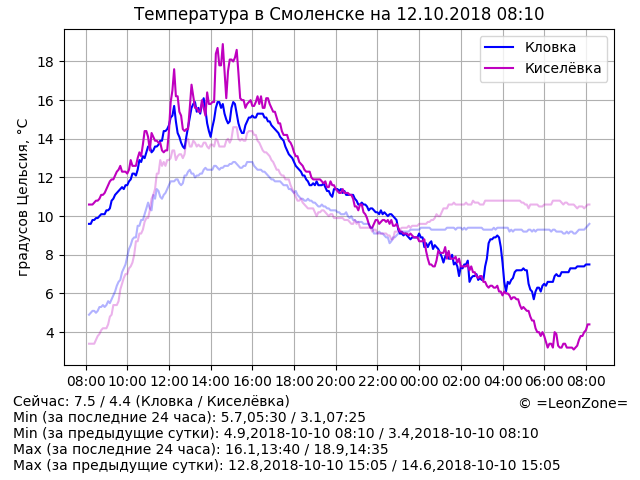 Температура в Смоленске на 12.10.2018 08:10
Кловка
Киселёвка
градусов Цельсия, °C
18
16
14
12
10
8
6
4
08:00 10:00 12:00 14:00 16:00 18:00 20:00 22:00 00:00 02:00 04:00 06:00 08:00
Сейчас: 7.5 / 4.4 (Кловка / Киселёвка)
© =LeonZone=
Min (за последние 24 часа): 5.7,05:30 / 3.1,07:25
Min (за предыдущие сутки): 4.9,2018-10-10 08:10 / 3.4,2018-10-10 08:10
Max (за последние 24 часа): 16.1,13:40 / 18.9,14:35
Max (за предыдущие сутки): 12.8,2018-10-10 15:05 / 14.6,2018-10-10 15:05